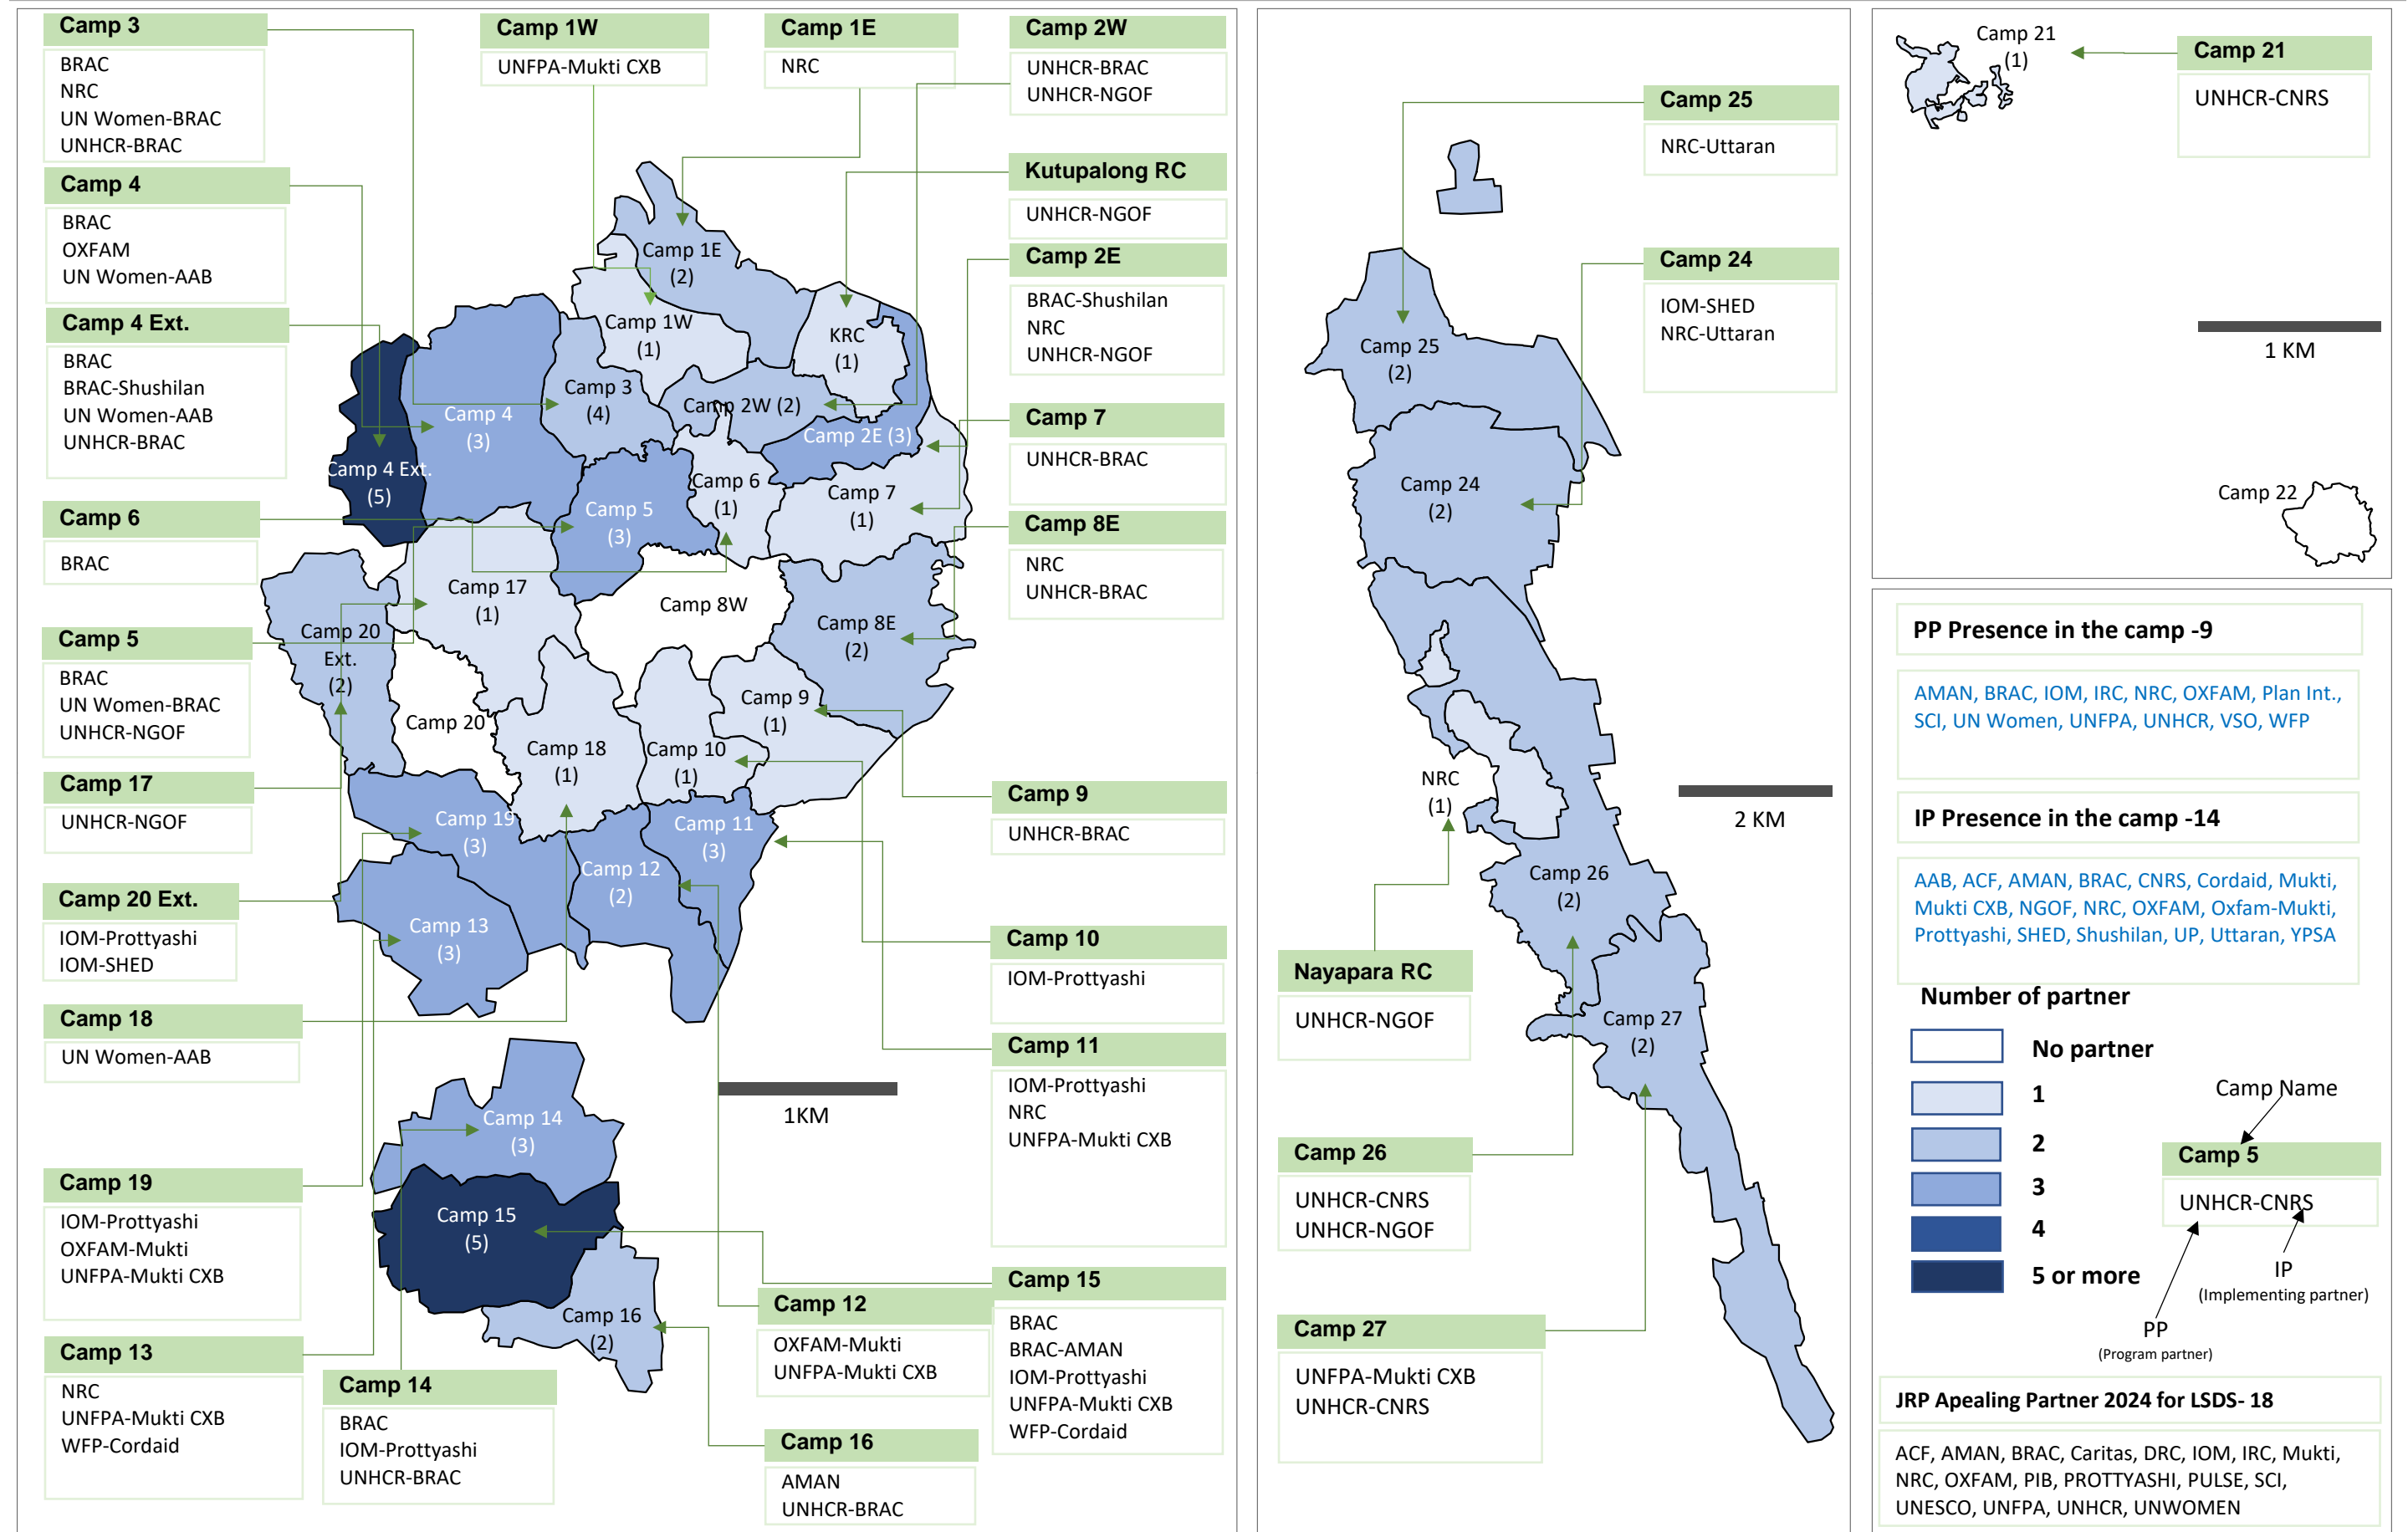 Camp 3
BRAC
NRC
UN Women-BRAC
UNHCR-BRAC
Camp 4
BRAC
OXFAM
UN Women-AAB
Camp 4 Ext.
BRAC
BRAC-Shushilan
UN Women-AAB
UNHCR-BRAC
Camp 6
BRAC
Camp 5
BRAC
UN Women-BRAC
UNHCR-NGOF
Camp 17
UNHCR-NGOF
Camp 20 Ext.
IOM-Prottyashi
IOM-SHED
Camp 18
UN Women-AAB
Camp 19
IOM-Prottyashi
OXFAM-Mukti
UNFPA-Mukti CXB
Camp 13
NRC
UNFPA-Mukti CXB
WFP-Cordaid
Camp 14
BRAC
IOM-Prottyashi
UNHCR-BRAC
Camp 1W
UNFPA-Mukti CXB
Camp 1E
NRC
Camp 2W
UNHCR-BRAC
UNHCR-NGOF
Kutupalong RC
UNHCR-NGOF
Camp 2E
BRAC-Shushilan
NRC
UNHCR-NGOF
Camp 7
UNHCR-BRAC
Camp 8E
NRC
UNHCR-BRAC
Camp 9
UNHCR-BRAC
Camp 10
IOM-Prottyashi
Camp 11
IOM-Prottyashi
NRC
UNFPA-Mukti CXB
Camp 15
BRAC
BRAC-AMAN
IOM-Prottyashi
UNFPA-Mukti CXB
WFP-Cordaid
Camp 12
OXFAM-Mukti
UNFPA-Mukti CXB
Camp 16
AMAN
UNHCR-BRAC
Camp 1E
(2)
Camp 1W
(1)
KRC
(1)
Camp 3
(4)
Camp 2W (2)
Camp 4
(3)
Camp 2E (3)
Camp 4 Ext.
(5)
Camp 6
(1)
Camp 7
(1)
Camp 5
(3)
Camp 17
(1)
Camp 8W
Camp 8E
(2)
Camp 20
Ext.
(2)
Camp 20
Camp 9
(1)
Camp 18
(1)
Camp 10
(1)
Camp 19
(3)
Camp 11
(3)
Camp 12
(2)
Camp 13
(3)
1KM
Camp 14
(3)
Camp 15
(5)
Camp 16
(2)
Camp 25
NRC-Uttaran
Camp 24
IOM-SHED
NRC-Uttaran
Camp 25
(2)
Camp 24
(2)
NRC
(1)
2 KM
Camp 26
(2)
Camp 27
(2)
Nayapara RC
UNHCR-NGOF
Camp 26
UNHCR-CNRS
UNHCR-NGOF
Camp 27
UNFPA-Mukti CXB
UNHCR-CNRS
Camp 21
(1)
Camp 21
UNHCR-CNRS
1 KM
Camp 22
PP Presence in the camp -9
AMAN, BRAC, IOM, IRC, NRC, OXFAM, Plan Int.,
SCI, UN Women, UNFPA, UNHCR, VSO, WFP
IP Presence in the camp -14
AAB, ACF, AMAN, BRAC, CNRS, Cordaid, Mukti,
Mukti CXB, NGOF, NRC, OXFAM, Oxfam-Mukti,
Prottyashi, SHED, Shushilan, UP, Uttaran, YPSA
Number of partner
No partner
1
2
3
4
5 or more
Camp Name
Camp 5
UNHCR-CNRS
IP
(Implementing partner)
PP
(Program partner)
JRP Apealing Partner 2024 for LSDS- 18
ACF, AMAN, BRAC, Caritas, DRC, IOM, IRC, Mukti,
NRC, OXFAM, PIB, PROTTYASHI, PULSE, SCI,
UNESCO, UNFPA, UNHCR, UNWOMEN